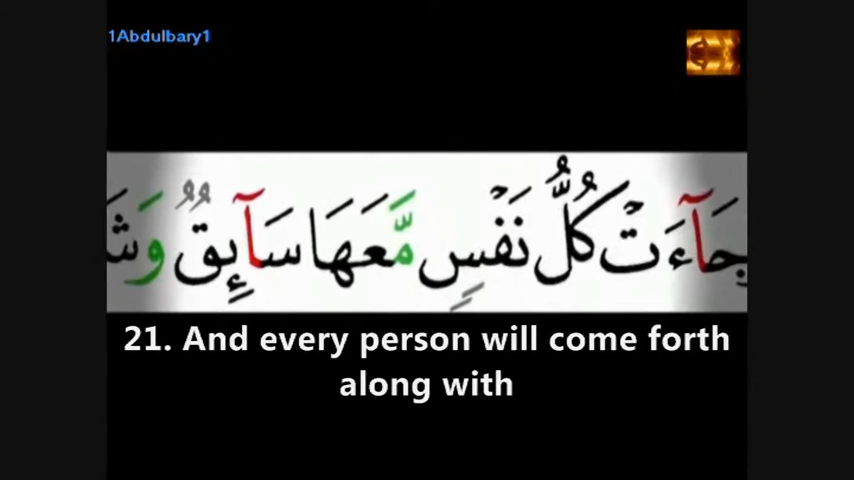 1Abdulbary1
جَآءَتْ كُلُّ نَفْسٍ مَّعَهَا سَآئِقٌ وَ
21. And every person will come forth
along with